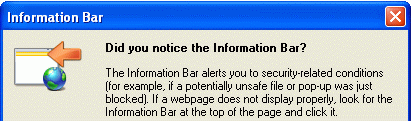 Information Bar
Did you notice the Information Bar?
The Information Bar alerts you to security-related conditions
(for example, if a potentially unsafe file or pop-up was just
blocked). If a webpage does not display properly, look for the
Information Bar at the top of the page and click it.